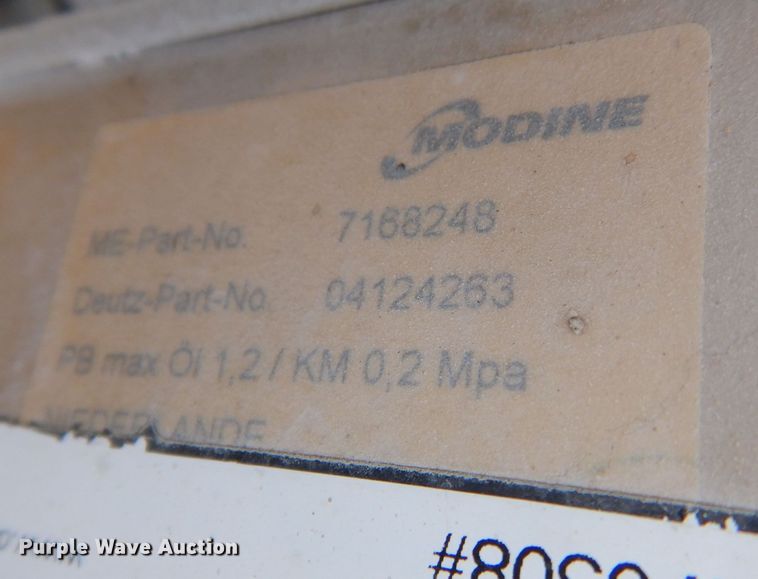 MODINE
ME-Part-No. 7168248
Deutz-Part-No. 04124263
PB max Öl 1,2 / KM 0,2 Mpa
NIEDERLANDE
Purple Wave Auction